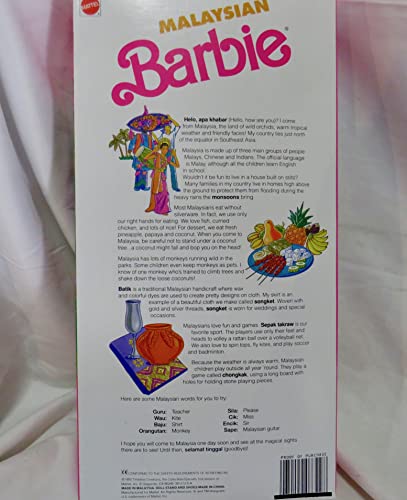 MATTEL
MALAYSIAN
Barbie
Helo, apa khabar (Hello, how are you)? I come
from Malaysia, the land of wild orchids, warm tropical
weather and friendly faces! My country lies just north
of the equator in Southeast Asia.
Malaysia is made up of three main groups of people
Malays, Chinese and Indians. The official language
is Malay, although all the children learn English
in school.
Wouldn't it be fun to live in a house built on stilts?
Many families in my country live in homes high above
the ground to protect them from flooding during the
heavy rains the monsoons bring.
Most Malaysians eat without
silverware. In fact, we use only
our right hands for eating. We love fish, curried
chicken, and lots of rice! For dessert, we eat fresh
pineapple, papaya and coconut. When you come to
Malaysia, be careful not to stand under a coconut
tree...a coconut might fall and bop you on the head!
Malaysia has lots of monkeys running wild in the
parks. Some children even keep monkeys as pets. I
know of one monkey who's trained to climb trees and
shake down the loose coconuts!
Batik is a traditional Malaysian handicraft where wax
and colorful dyes are used to create pretty designs on cloth. My skirt is an
example of a beautiful cloth we make called songket. Woven with
gold and silver threads, songket is worn for weddings and special
occasions.
Malaysians love fun and games. Sepak takraw is our
favorite sport. The players use only their feet and
heads to volley a rattan ball over a volleyball net.
We also love to spin tops, fly kites, and play soccer
and badminton.
Because the weather is always warm, Malaysian
children play outside all year 'round. They play a
game called chongkak, using a long board with
holes for holding stone playing pieces.
Here are some Malaysian words for you to try:
Guru: Teacher
Wau: Kite
Baju: Shirt
Orangutan: Monkey
Sila: Please
Cik: Miss
Encik: Sir
Sape: Malaysian guitar
I hope you will come to Malaysia one day soon and see all the magical sights
there are to see! Until then, selamat tinggal (goodbye)!
CE CONFORMS TO THE SAFETY REQUIREMENTS OF
PROOF OF PURCHASE